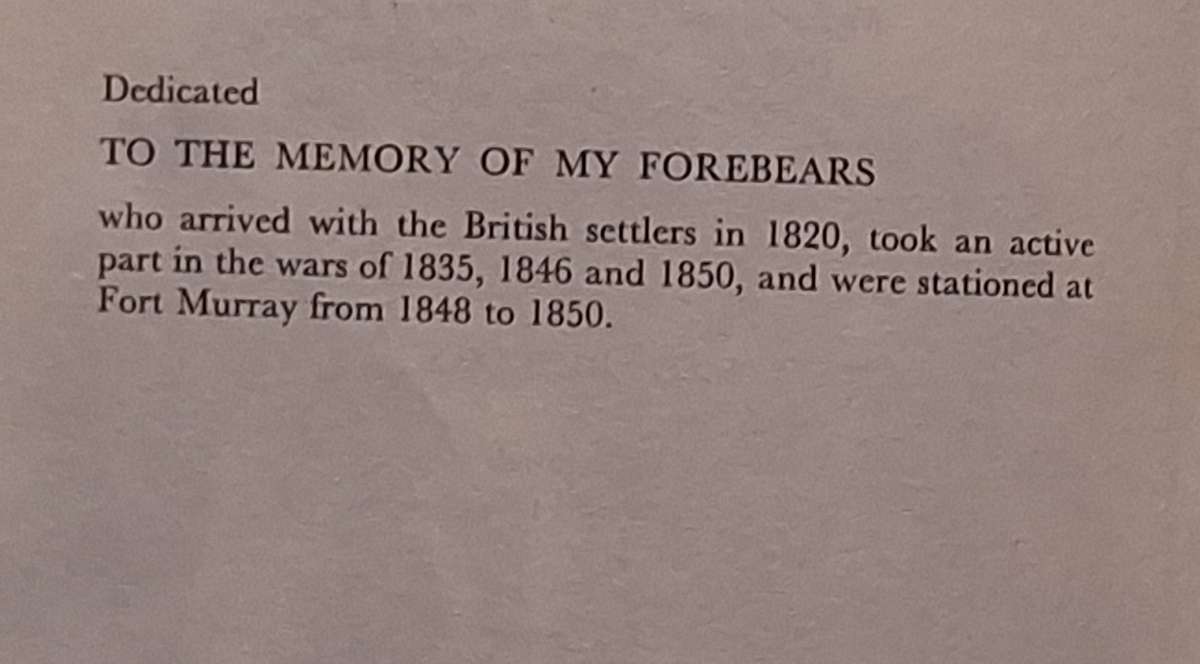 Dedicated
TO THE MEMORY OF MY FOREBEARS
who arrived with the British settlers in 1820, took an active
part in the wars of 1835, 1846 and 1850, and were stationed at
Fort Murray from 1848 to 1850.